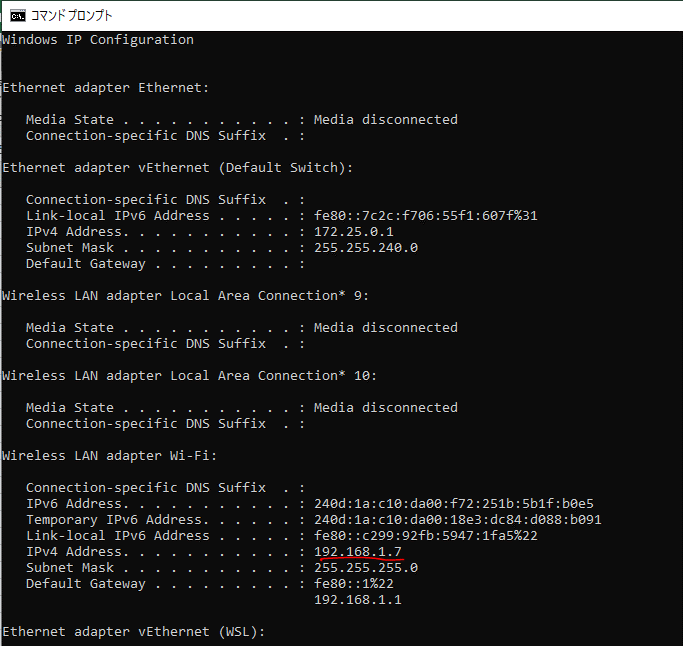 コマンドプロンプト
Windows IP Configuration
Ethernet adapter Ethernet:
Media State . . . . . . . . . . . : Media disconnected
Connection-specific DNS Suffix . :
Ethernet adapter vEthernet (Default Switch):
Connection-specific DNS Suffix . :
Link-local IPv6 Address . . . . . : fe80::7c2c:f706:55f1:607f%31
IPv4 Address. . . . . . . . . . . : 172.25.0.1
Subnet Mask . . . . . . . . . . . : 255.255.240.0
Default Gateway . . . . . . . . . :
Wireless LAN adapter Local Area Connection* 9:
Media State . . . . . . . . . . . : Media disconnected
Connection-specific DNS Suffix . :
Wireless LAN adapter Local Area Connection* 10:
Media State . . . . . . . . . . . : Media disconnected
Connection-specific DNS Suffix . :
Wireless LAN adapter Wi-Fi:
Connection-specific DNS Suffix . :
IPv6 Address. . . . . . . . . . . : 240d:1a:c10:da00:f72:251b:5b1f:b0e5
Temporary IPv6 Address. . . . . . : 240d:1a:c10:da00:18e3:dc84:d088:b091
Link-local IPv6 Address . . . . . : fe80::c299:92fb:5947:1fa5%22
IPv4 Address. . . . . . . . . . . : 192.168.1.7
Subnet Mask . . . . . . . . . . . : 255.255.255.0
Default Gateway . . . . . . . . . : fe80::1%22
192.168.1.1
Ethernet adapter vEthernet (WSL):